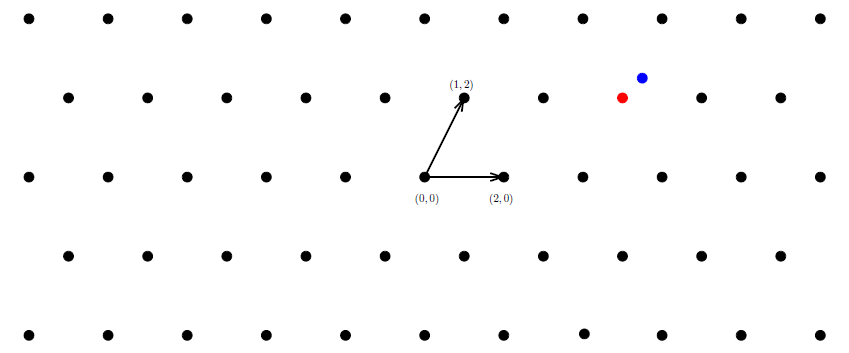 (1, 2)
(0, 0)
(2, 0)